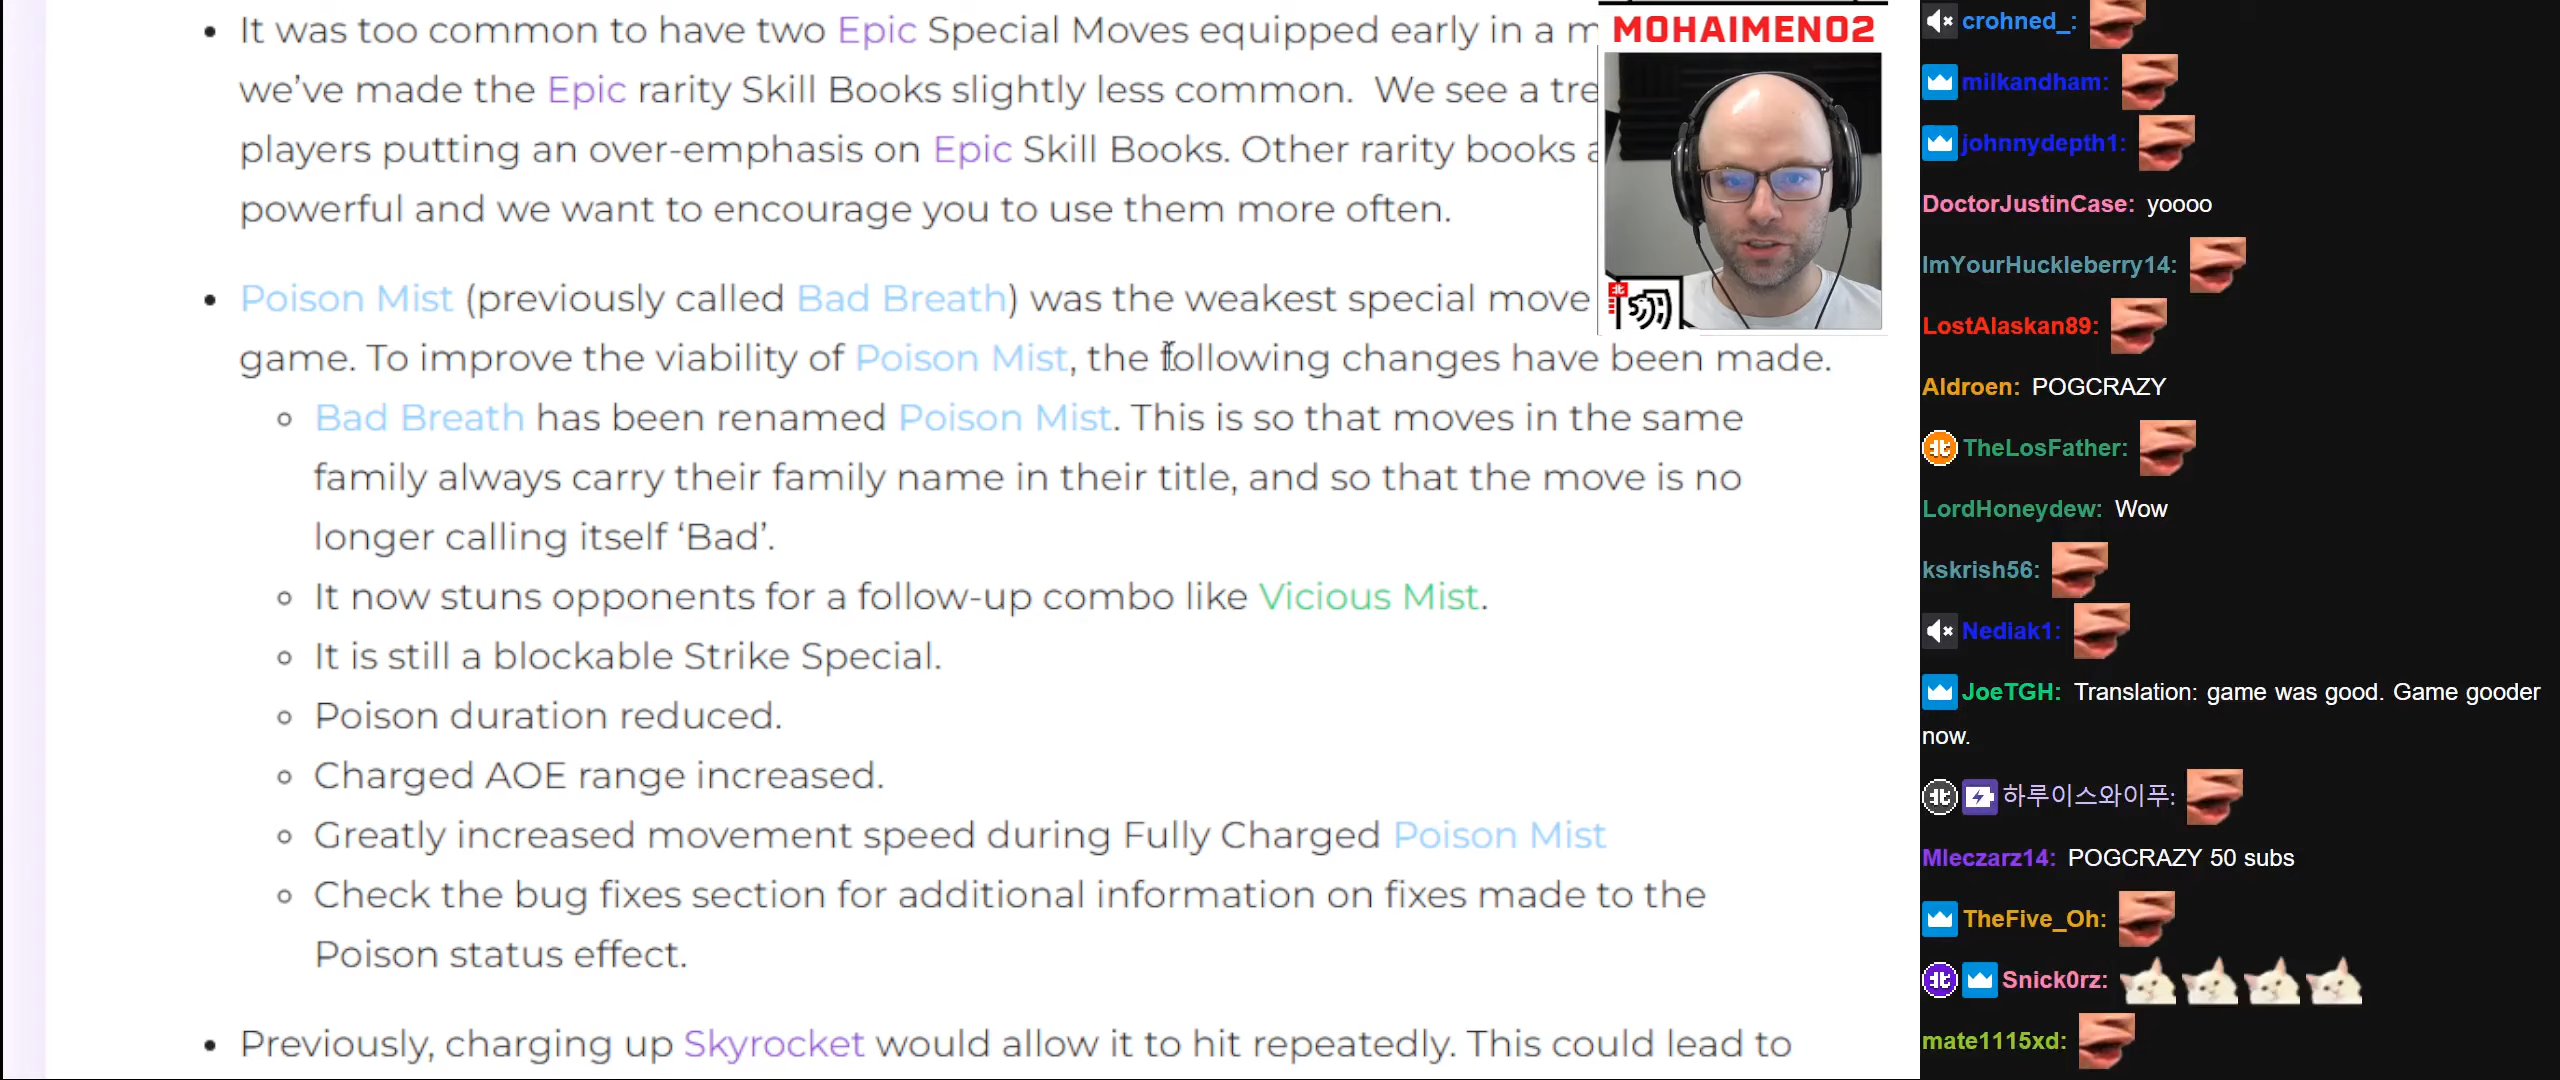 It was too common to have two Epic Special Moves equipped early in a m
we've made the Epic rarity Skill Books slightly less common. We see a tre
players putting an over-emphasis on Epic Skill Books. Other rarity books a
powerful and we want to encourage you to use them more often.
Poison Mist (previously called Bad Breath) was the weakest special move
game. To improve the viability of Poison Mist, the following changes have been made.
Bad Breath has been renamed Poison Mist. This is so that moves in the same
family always carry their family name in their title, and so that the move is no
longer calling itself ‘Bad’.
It now stuns opponents for a follow-up combo like Vicious Mist.
It is still a blockable Strike Special.
Poison duration reduced.
Charged AOE range increased.
Greatly increased movement speed during Fully Charged Poison Mist
Check the bug fixes section for additional information on fixes made to the
Poison status effect.
Previously, charging up Skyrocket would allow it to hit repeatedly. This could lead to
MOHAIMEN02
北
crohned_:
milkandham:
johnnydepth1:
DoctorJustinCase: yoooo
ImYourHuckleberry14:
LostAlaskan89:
Aldroen: POGCRAZY
TheLosFather:
LordHoneydew: Wow
kskrish56:
Nediak1:
JoeTGH: Translation: game was good. Game gooder
now.
하루이스와이푸:
Mleczarz14: POGCRAZY 50 subs
TheFive_Oh:
Snick0rz:
mate1115xd: